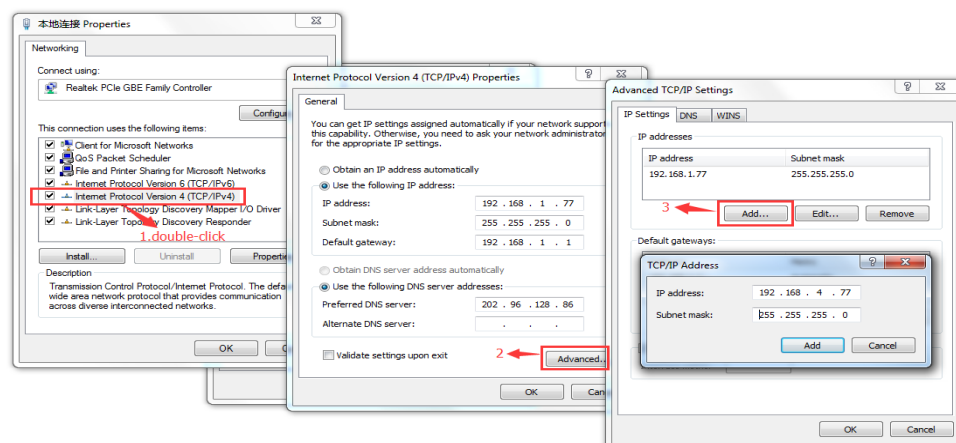 本地连接 Properties
Networking
Connect using:
Realtek PCIe GBE Family Controller
Configu
This connection uses the following items:
Client for Microsoft Networks
QoS Packet Scheduler
File and Printer Sharing for Microsoft Networks
Internet Protocol Version 6 (TCP/IPv6)
Internet Protocol Version 4 (TCP/IPv4)
Link-Layer Topology Discovery Mapper I/O Driver
Link-Layer Topology Discovery Responder
1.double-click
Install...
Uninstall
Propertie
Description
Transmission Control Protocol/Internet Protocol. The defa
wide area network protocol that provides communication
across diverse interconnected networks.
OK
C
Internet Protocol Version 4 (TCP/IPv4) Properties
General
You can get IP settings assigned automatically if your network support
this capability. Otherwise, you need to ask your network administrator
for the appropriate IP settings.
Obtain an IP address automatically
Use the following IP address:
IP address: 192 . 168 . 1 . 77
Subnet mask: 255 . 255 . 255 . 0
Default gateway: 192 . 168 . 1 . 1
Obtain DNS server address automatically
Use the following DNS server addresses:
Preferred DNS server: 202 . 96 . 128 . 86
Alternate DNS server: . . .
Validate settings upon exit
2
Advanced..
OK
Can
Advanced TCP/IP Settings
IP Settings DNS WINS
IP addresses
IP address Subnet mask
192.168.1.77 255.255.255.0
3
Add... Edit... Remove
Default gateways:
TCP/IP Address
IP address: 192 . 168 . 4 . 77
Subnet mask: 255 . 255 . 255 . 0
Add Cancel
OK Cancel